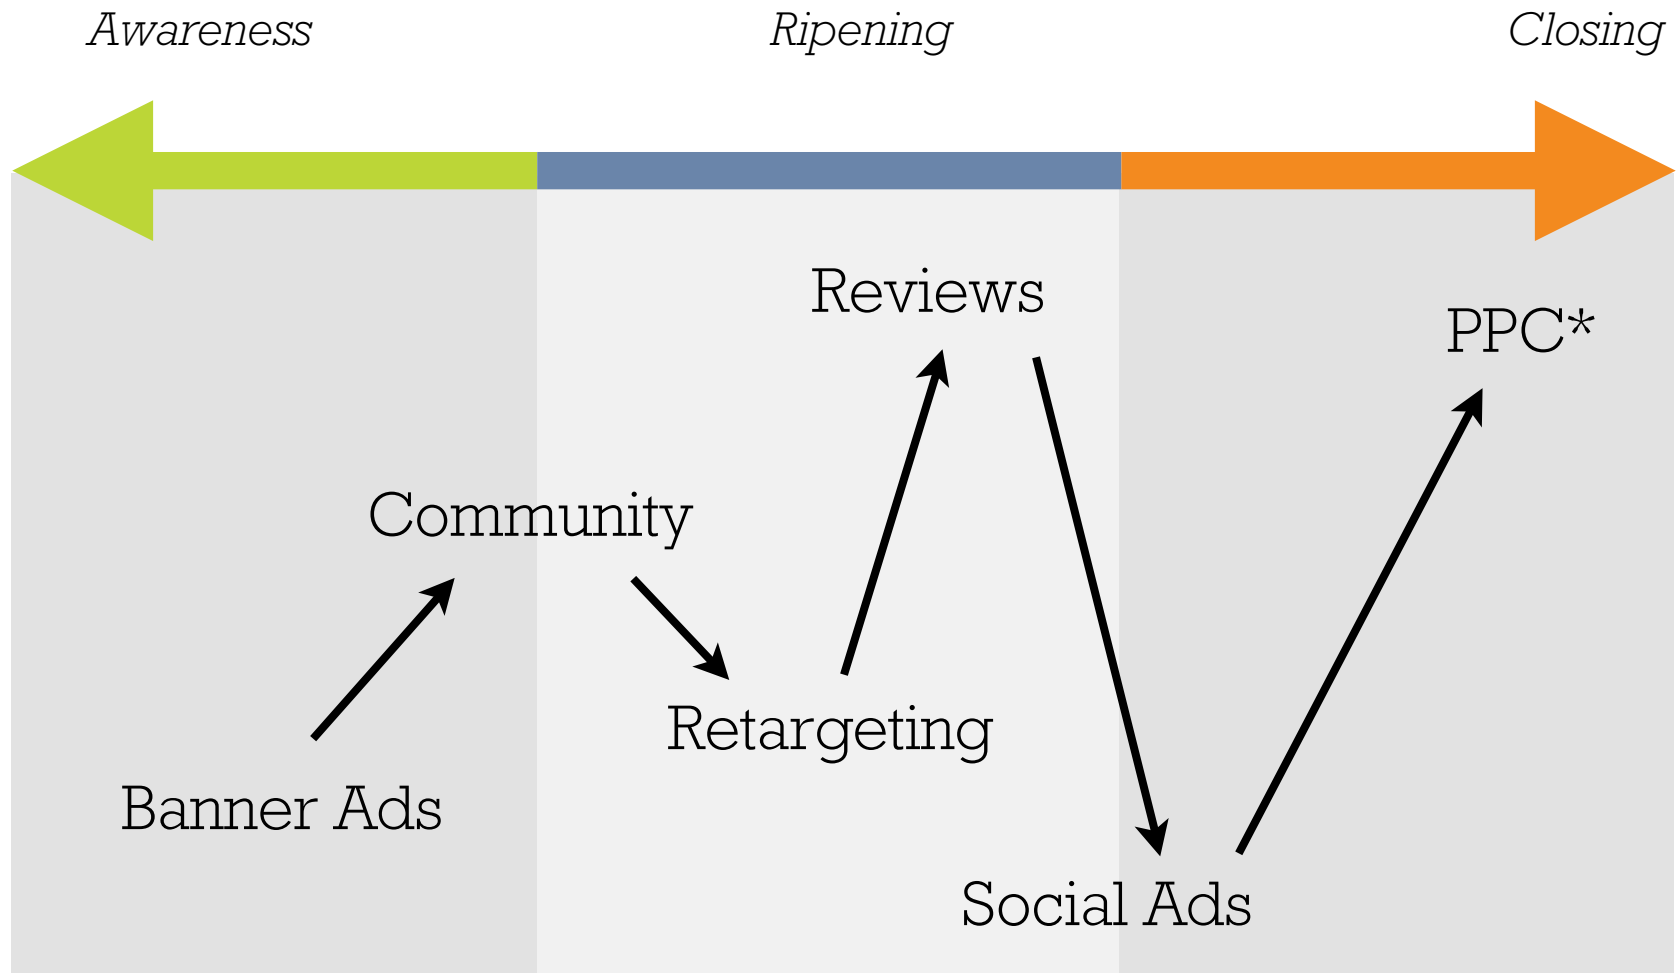 Awareness
Ripening
Closing
Reviews
PPC*
Community
Retargeting
Banner Ads
Social Ads